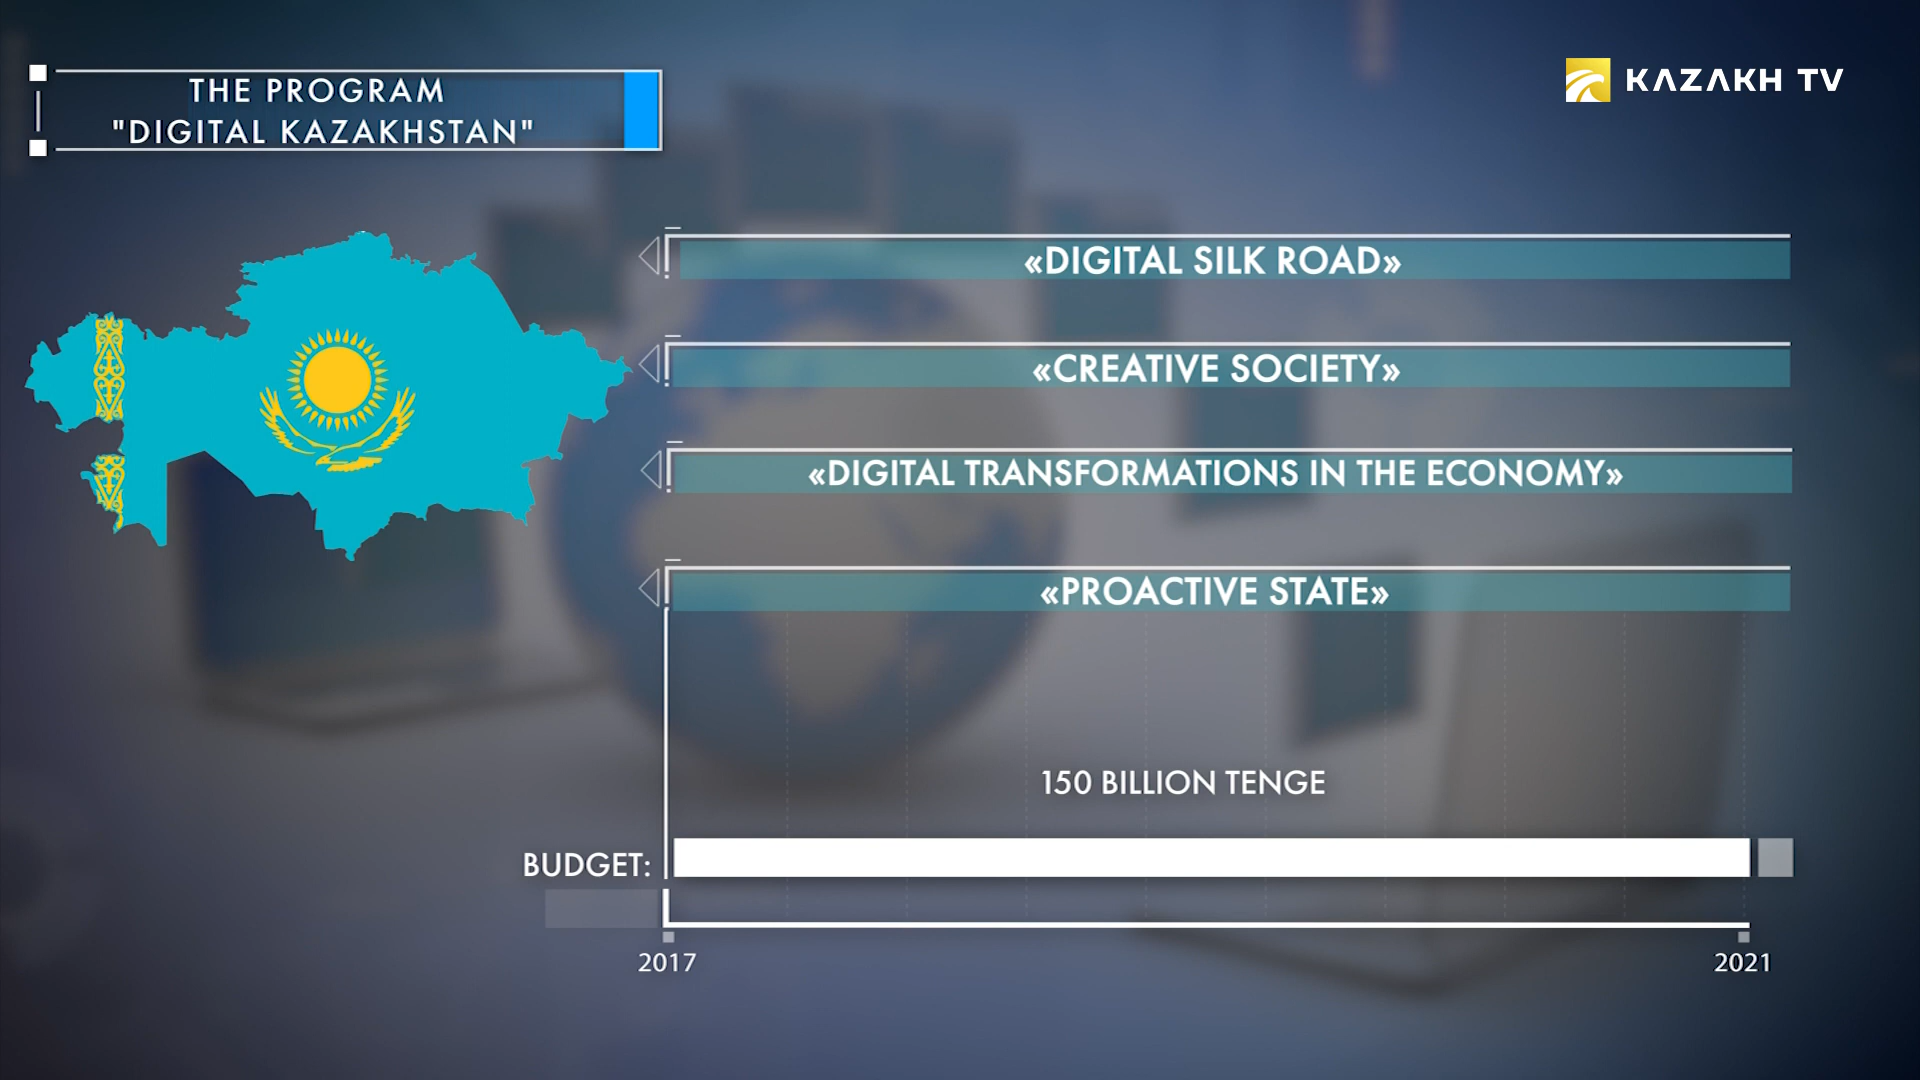 THE PROGRAM
"DIGITAL KAZAKHSTAN"
KAZAKH TV
«DIGITAL SILK ROAD»
«CREATIVE SOCIETY»
«DIGITAL TRANSFORMATIONS IN THE ECONOMY»
«PROACTIVE STATE»
150 BILLION TENGE
BUDGET:
2017
2021